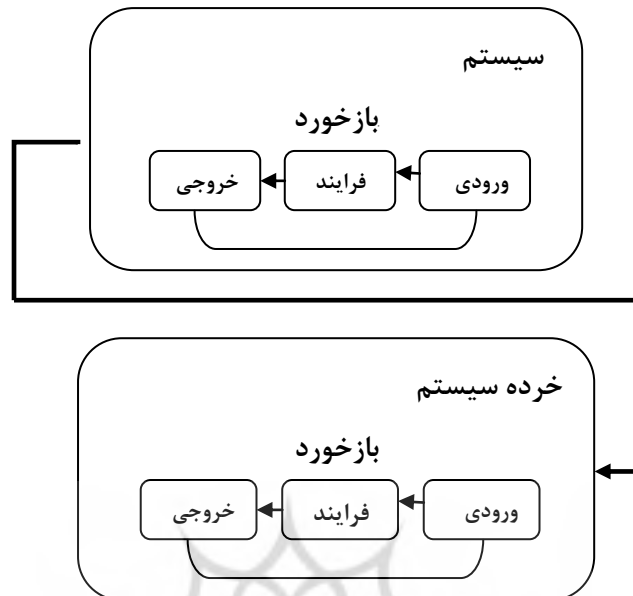 سیستم
بازخورد
ورودی فرایند خروجی
خرده سیستم
بازخورد
ورودی فرایند خروجی